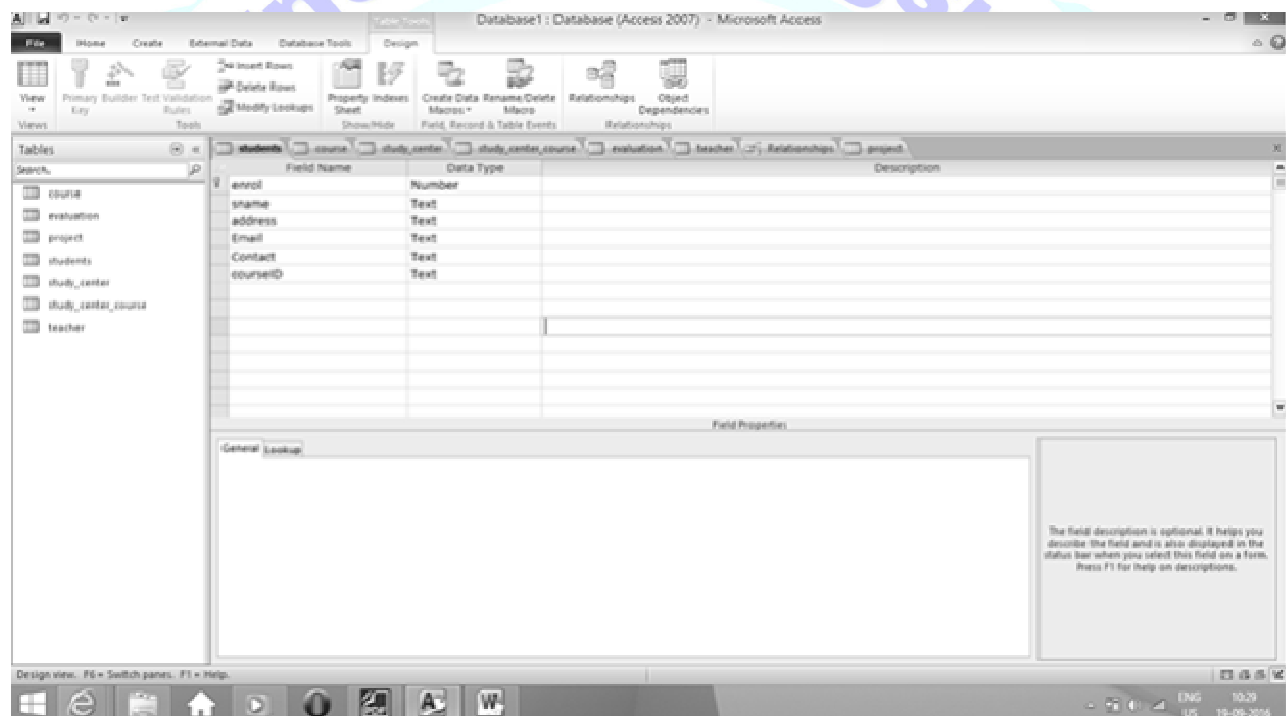 Table Tools
Database1 : Database (Access 2007) - Microsoft Access
File Home Create External Data Database Tools Design
View
Views
Primary Key
Builder
Test Validation Rules
Insert Rows
Delete Rows
Modify Lookups
Tools
Property Sheet
Indexes
Show/Hide
Create Data Macros
Rename/Delete Macro
Field, Record & Table Events
Relationships
Object Dependencies
Relationships
Tables
Search..
course
evaluation
project
students
study_center
study_center_course
teacher
students course study_center study_center_course evaluation teacher Relationships project
Field Name Data Type Description
enrol Number
sname Text
address Text
Email Text
Contact Text
courseID Text
Field Properties
General Lookup
The field description is optional. It helps you
describe the field and is also displayed in the
status bar when you select this field on a form.
Press F1 for help on descriptions.
Design view. F6 = Switch panes. F1 = Help.
ENG 10:29
US 19-09-2016